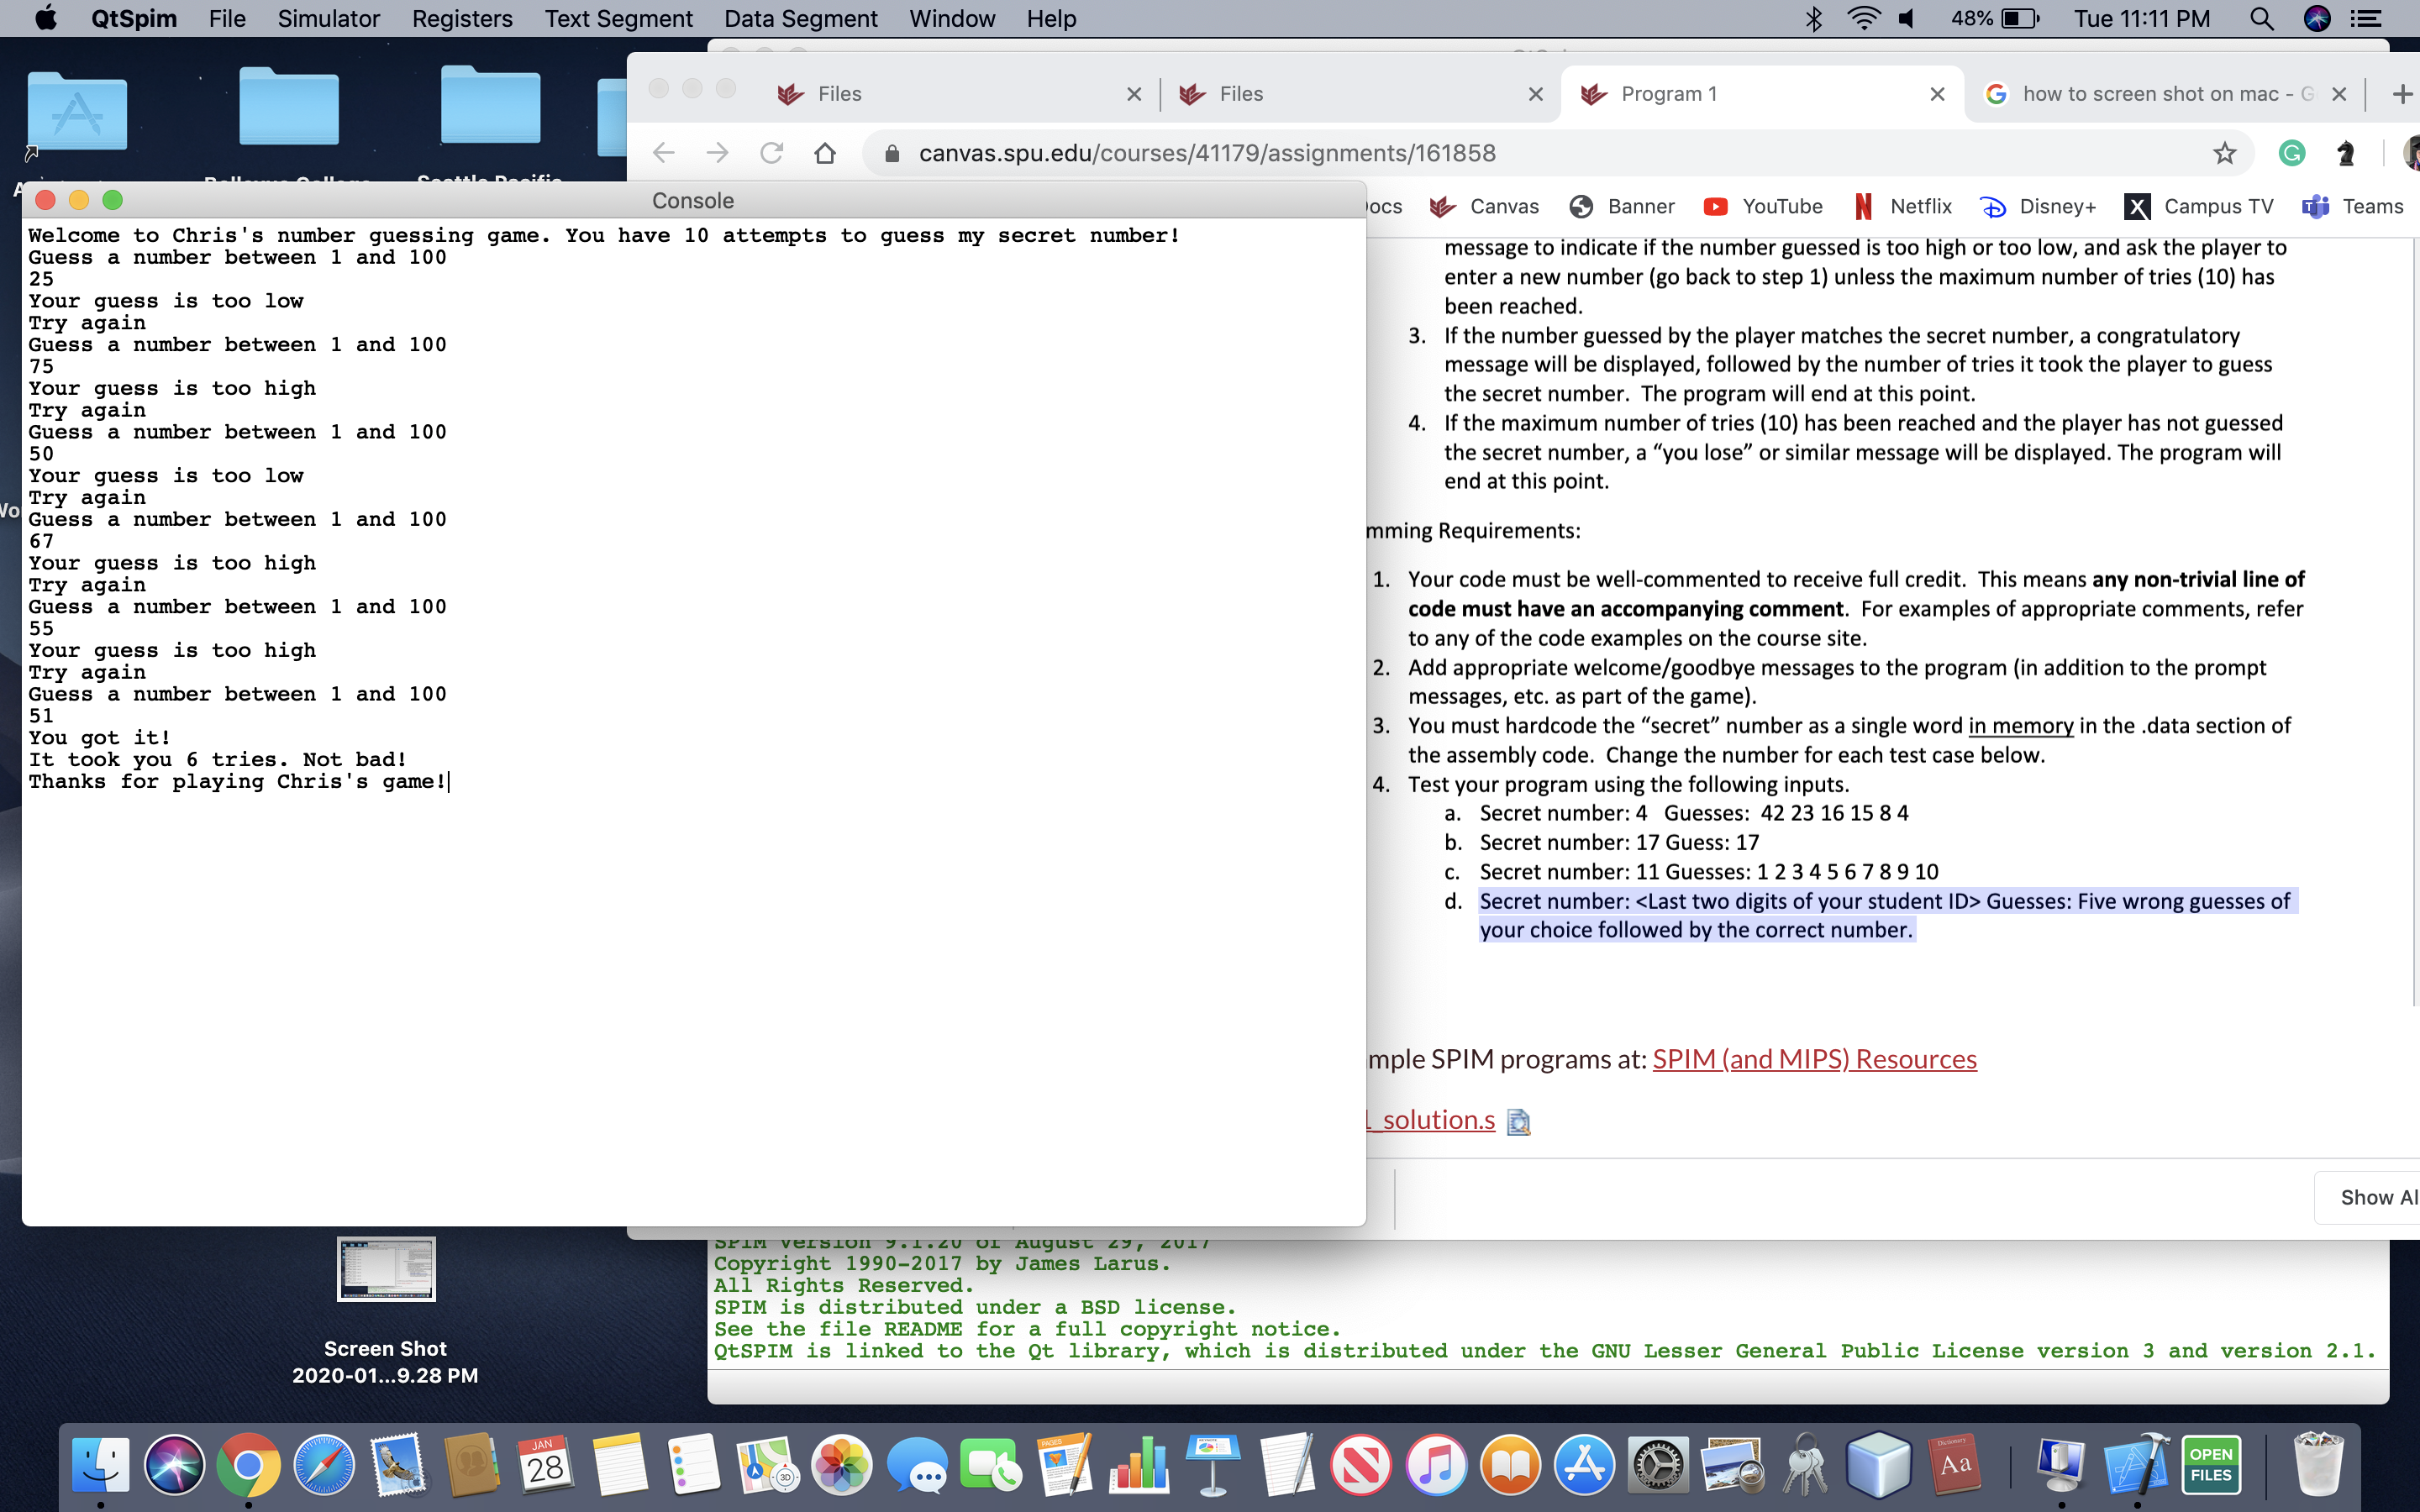 QtSpim File Simulator Registers Text Segment Data Segment Window Help 48% Tue 11:11 PM
Files Files Program 1 how to screen shot on mac - G
canvas.spu.edu/courses/41179/assignments/161858
Canvas Banner YouTube Netflix Disney+ Campus TV Teams
Console
Welcome to Chris's number guessing game. You have 10 attempts to guess my secret number!
Guess a number between 1 and 100
25
Your guess is too low
Try again
Guess a number between 1 and 100
75
Your guess is too high
Try again
Guess a number between 1 and 100
50
Your guess is too low
Try again
Guess a number between 1 and 100
67
Your guess is too high
Try again
Guess a number between 1 and 100
55
Your guess is too high
Try again
Guess a number between 1 and 100
51
You got it!
It took you 6 tries. Not bad!
Thanks for playing Chris's game!
message to indicate if the number guessed is too high or too low, and ask the player to
enter a new number (go back to step 1) unless the maximum number of tries (10) has
been reached.
3. If the number guessed by the player matches the secret number, a congratulatory
message will be displayed, followed by the number of tries it took the player to guess
the secret number. The program will end at this point.
4. If the maximum number of tries (10) has been reached and the player has not guessed
the secret number, a “you lose” or similar message will be displayed. The program will
end at this point.
mming Requirements:
1. Your code must be well-commented to receive full credit. This means any non-trivial line of
code must have an accompanying comment. For examples of appropriate comments, refer
to any of the code examples on the course site.
2. Add appropriate welcome/goodbye messages to the program (in addition to the prompt
messages, etc. as part of the game).
3. You must hardcode the “secret” number as a single word in memory in the .data section of
the assembly code. Change the number for each test case below.
4. Test your program using the following inputs.
a. Secret number: 4 Guesses: 42 23 16 15 8 4
b. Secret number: 17 Guess: 17
c. Secret number: 11 Guesses: 1 2 3 4 5 6 7 8 9 10
d. Secret number: <Last two digits of your student ID> Guesses: Five wrong guesses of
your choice followed by the correct number.
mple SPIM programs at: SPIM (and MIPS) Resources
1_solution.s
Show Al
SPIM Version 9.1.20 of August 29, 2017
Copyright 1990-2017 by James Larus.
All Rights Reserved.
SPIM is distributed under a BSD license.
See the file README for a full copyright notice.
QtSPIM is linked to the Qt library, which is distributed under the GNU Lesser General Public License version 3 and version 2.1.
Screen Shot
2020-01...9.28 PM
JAN
28
PAGES
3D
Dictionary
Aa
OPEN
FILES